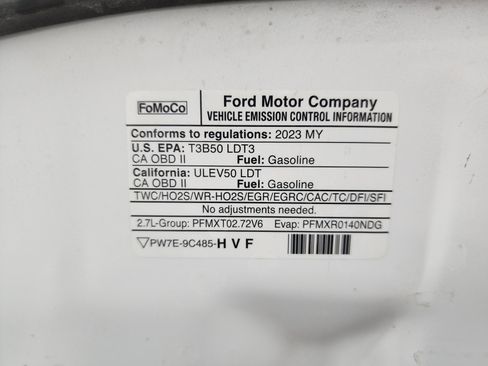 FoMoCo
Ford Motor Company
VEHICLE EMISSION CONTROL INFORMATION
Conforms to regulations: 2023 MY
U.S. EPA: T3B50 LDT3
CA OBD II Fuel: Gasoline
California: ULEV50 LDT
CA OBD II Fuel: Gasoline
TWC/HO2S/WR-HO2S/EGR/EGRC/CAC/TC/DFI/SFI
No adjustments needed.
2.7L-Group: PFMXT02.72V6 Evap: PFMXR0140NDG
▽PW7E-9C485-HVF